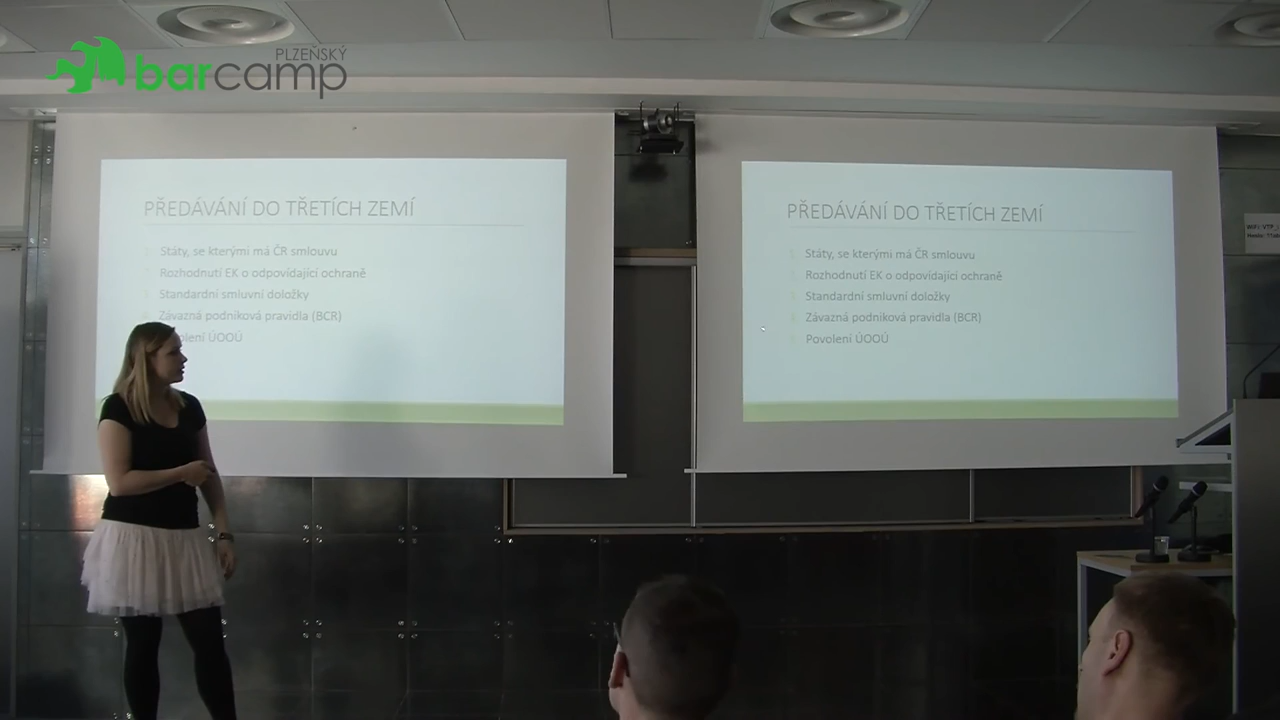 PLZEŇSKÝ
barcamp
PŘEDÁVÁNÍ DO TŘETÍCH ZEMÍ
Státy, se kterými má ČR smlouvu
Rozhodnutí EK o odpovídající ochraně
Standardní smluvní doložky
Závazná podniková pravidla (BCR)
olení ÚOOÚ
PŘEDÁVÁNÍ DO TŘETÍCH ZEMÍ
Státy, se kterými má ČR smlouvu
Rozhodnutí EK o odpovídající ochraně
Standardní smluvní doložky
Závazná podniková pravidla (BCR)
Povolení ÚOOÚ